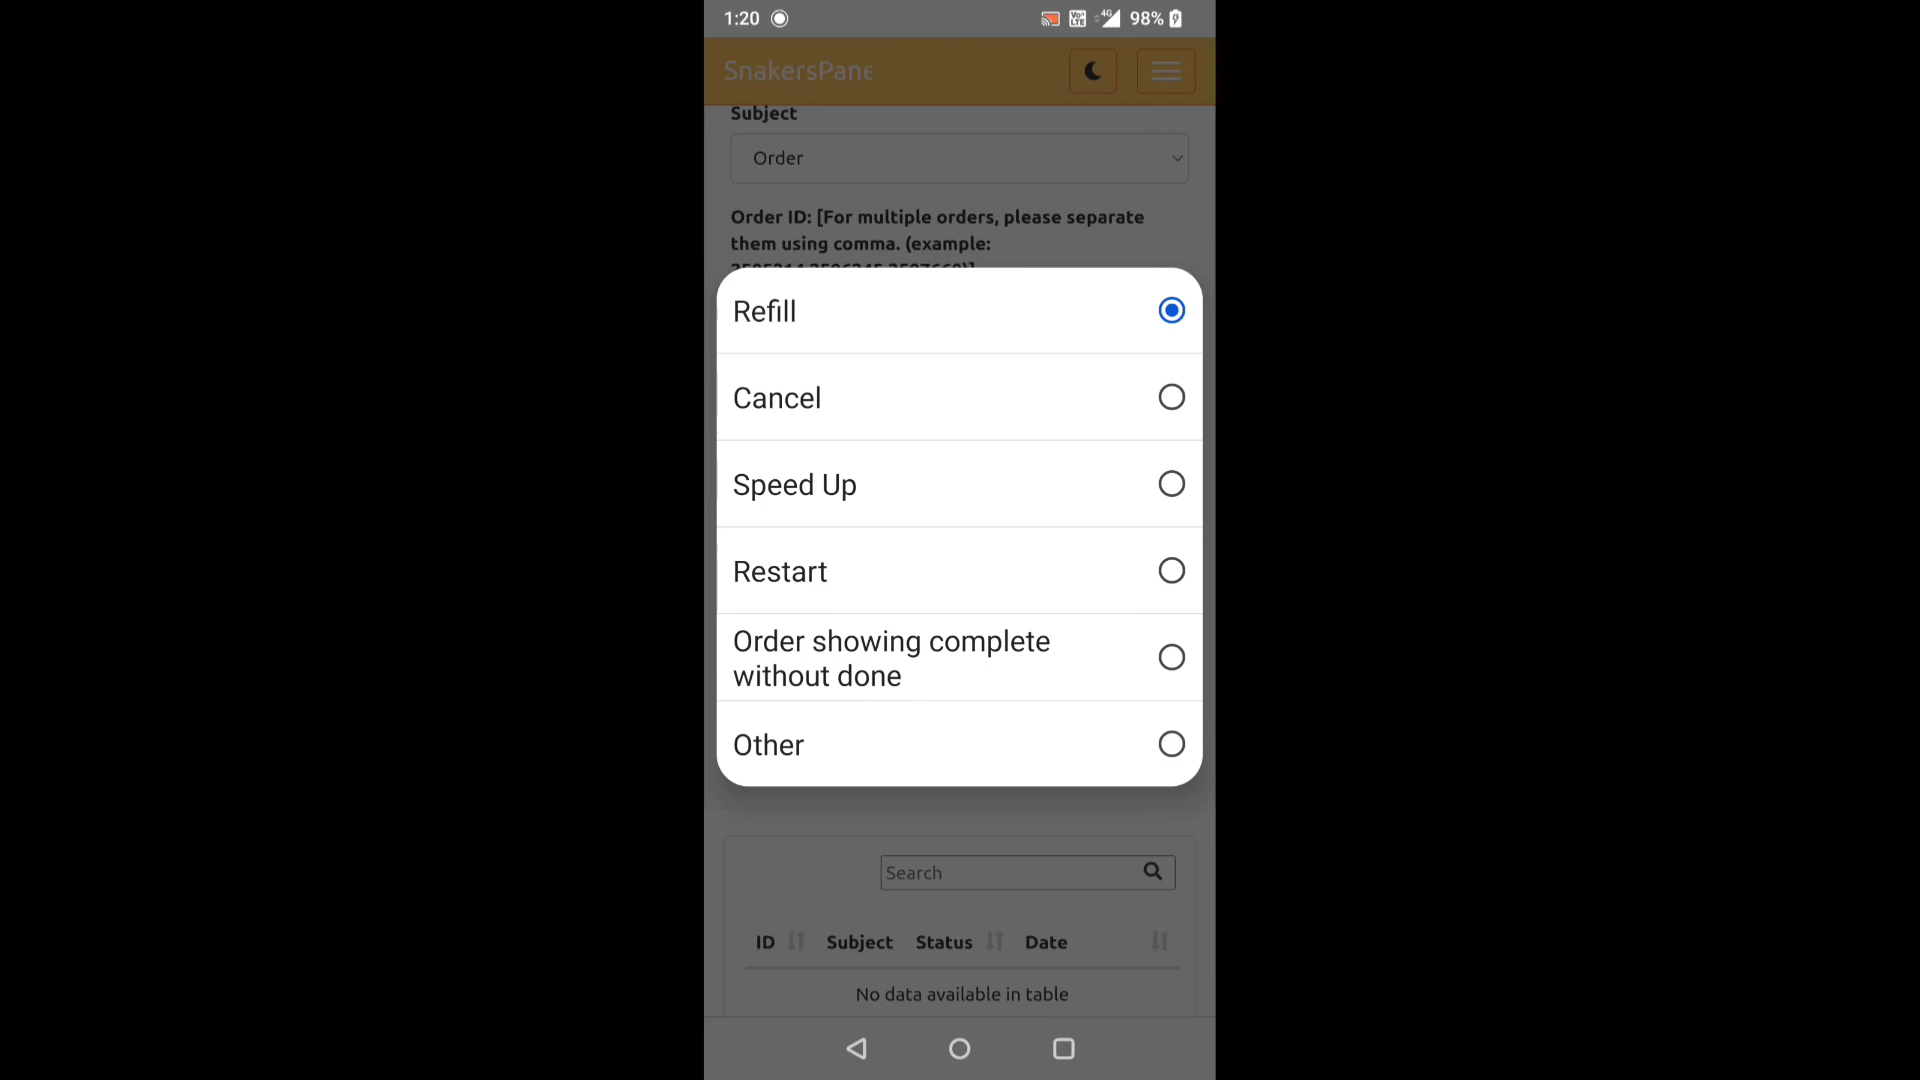 1:20
4G
98%
SnakersPane
Subject
Order
Order ID: [For multiple orders, please separate
them using comma. (example:
Refill
Cancel
Speed Up
Restart
Order showing complete
without done
Other
Search
ID Subject Status Date
No data available in table